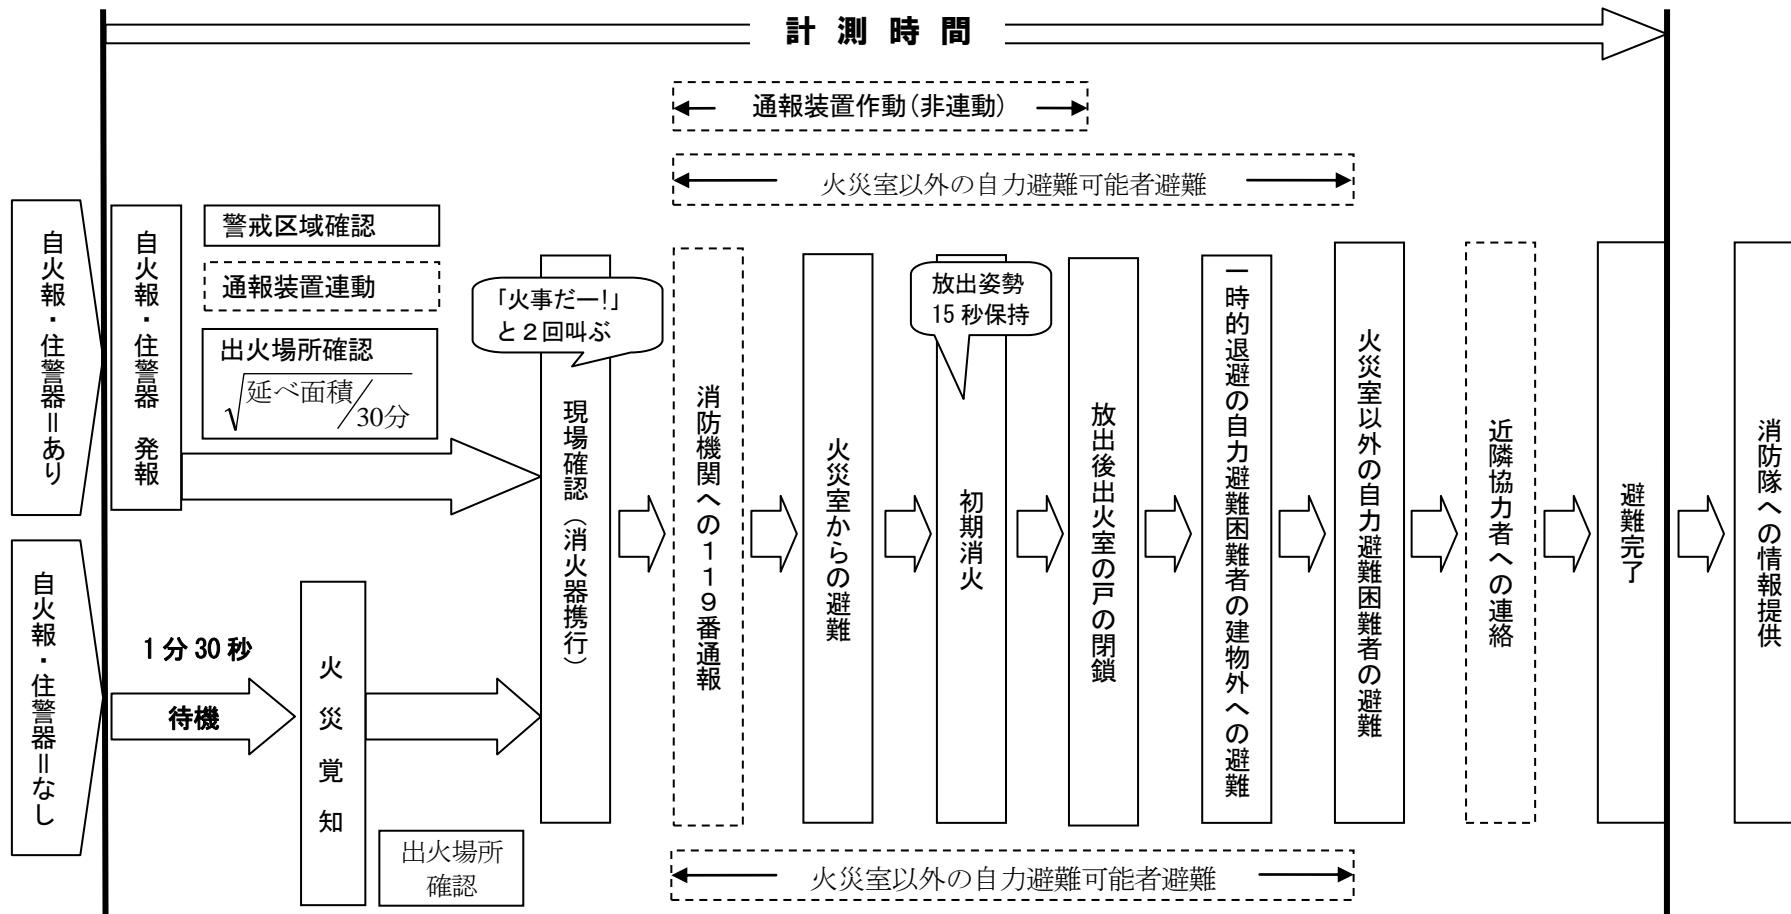 計測時間
通報装置作動(非連動)
火災室以外の自力避難可能者避難
自火報・住警器＝あり
自火報・住警器 発報
警戒区域確認
通報装置連動
出火場所確認
√延べ面積/30分
自火報・住警器＝なし
1分30秒
待機
火災覚知
出火場所
確認
「火事だー!」
と２回叫ぶ
現場確認（消火器携行）
消防機関への１１９番通報
火災室からの避難
放出姿勢
15秒保持
初期消火
放出後出火室の戸の閉鎖
一時的退避の自力避難困難者の建物外への避難
火災室以外の自力避難困難者の避難
近隣協力者への連絡
避難完了
消防隊への情報提供
火災室以外の自力避難可能者避難